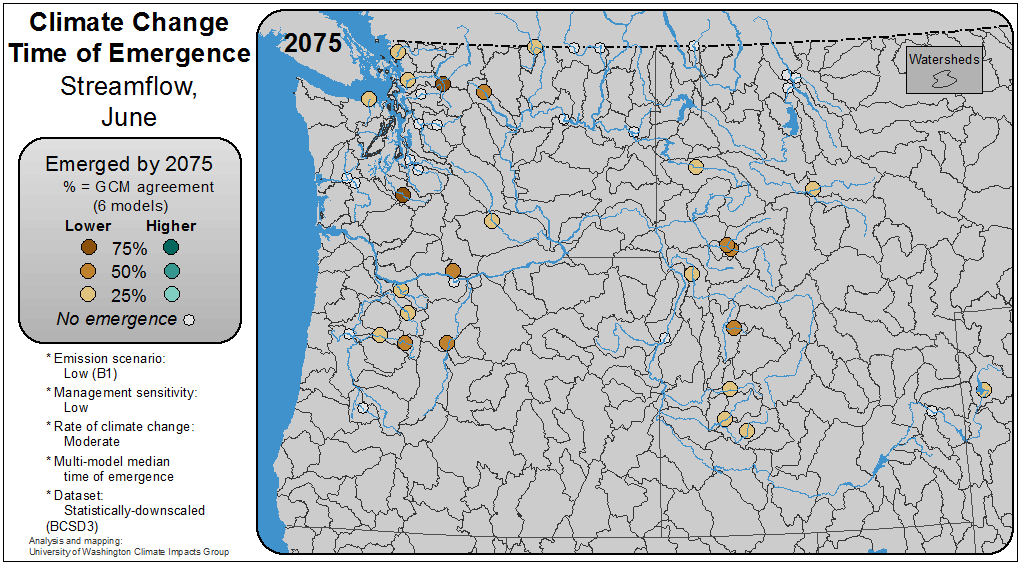 Climate Change
Time of Emergence
Streamflow,
June
Emerged by 2075
% = GCM agreement
(6 models)
Lower Higher
75%
50%
25%
No emergence
* Emission scenario:
Low (B1)
* Management sensitivity:
Low
* Rate of climate change:
Moderate
* Multi-model median
time of emergence
* Dataset:
Statistically-downscaled
(BCSD3)
Analysis and mapping:
University of Washington Climate Impacts Group
2075
Watersheds